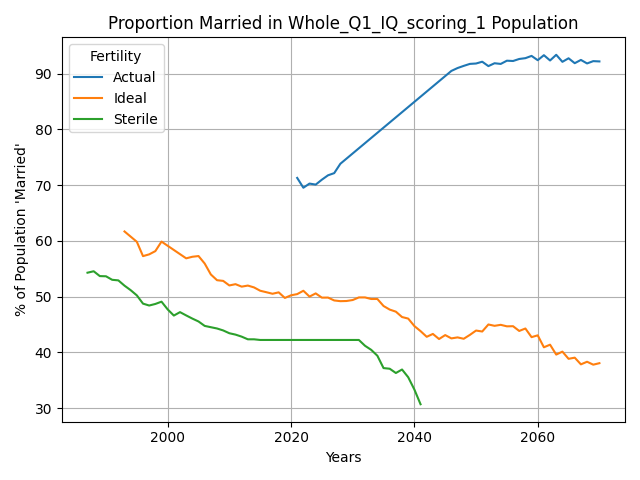 Proportion Married in Whole_Q1_IQ_scoring_1 Population
Fertility
Actual
Ideal
Sterile
% of Population 'Married'
90
80
70
60
50
40
30
2000
2020
2040
2060
Years